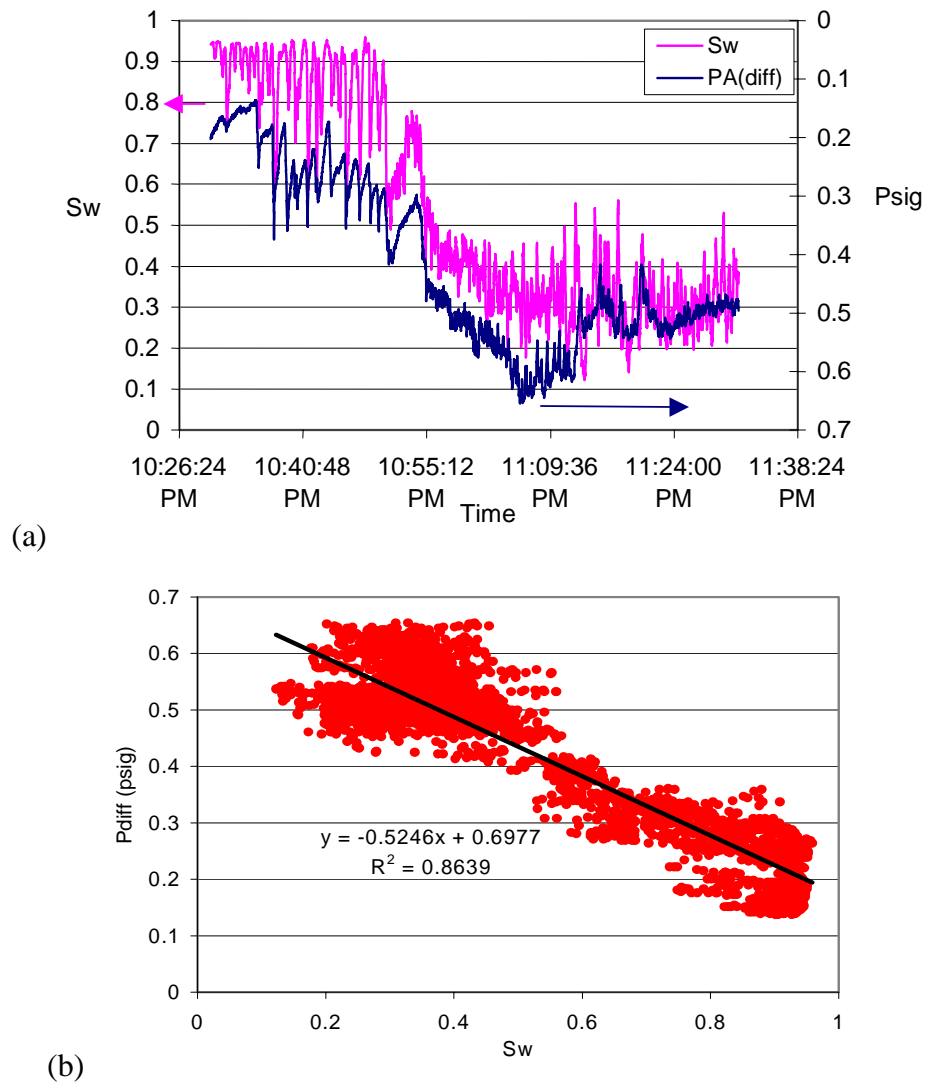 1
0.9
0.8
0.7
0.6
0.5
0.4
0.3
0.2
0.1
0
Sw
0
0.1
0.2
0.3
0.4
0.5
0.6
0.7
Psig
Sw
PA(diff)
10:26:24 PM
10:40:48 PM
10:55:12 PM
11:09:36 PM
11:24:00 PM
11:38:24 PM
Time
(a)
0.7
0.6
0.5
0.4
0.3
0.2
0.1
0
Pdiff (psig)
y = -0.5246x + 0.6977
R² = 0.8639
0
0.2
0.4
0.6
0.8
1
Sw
(b)